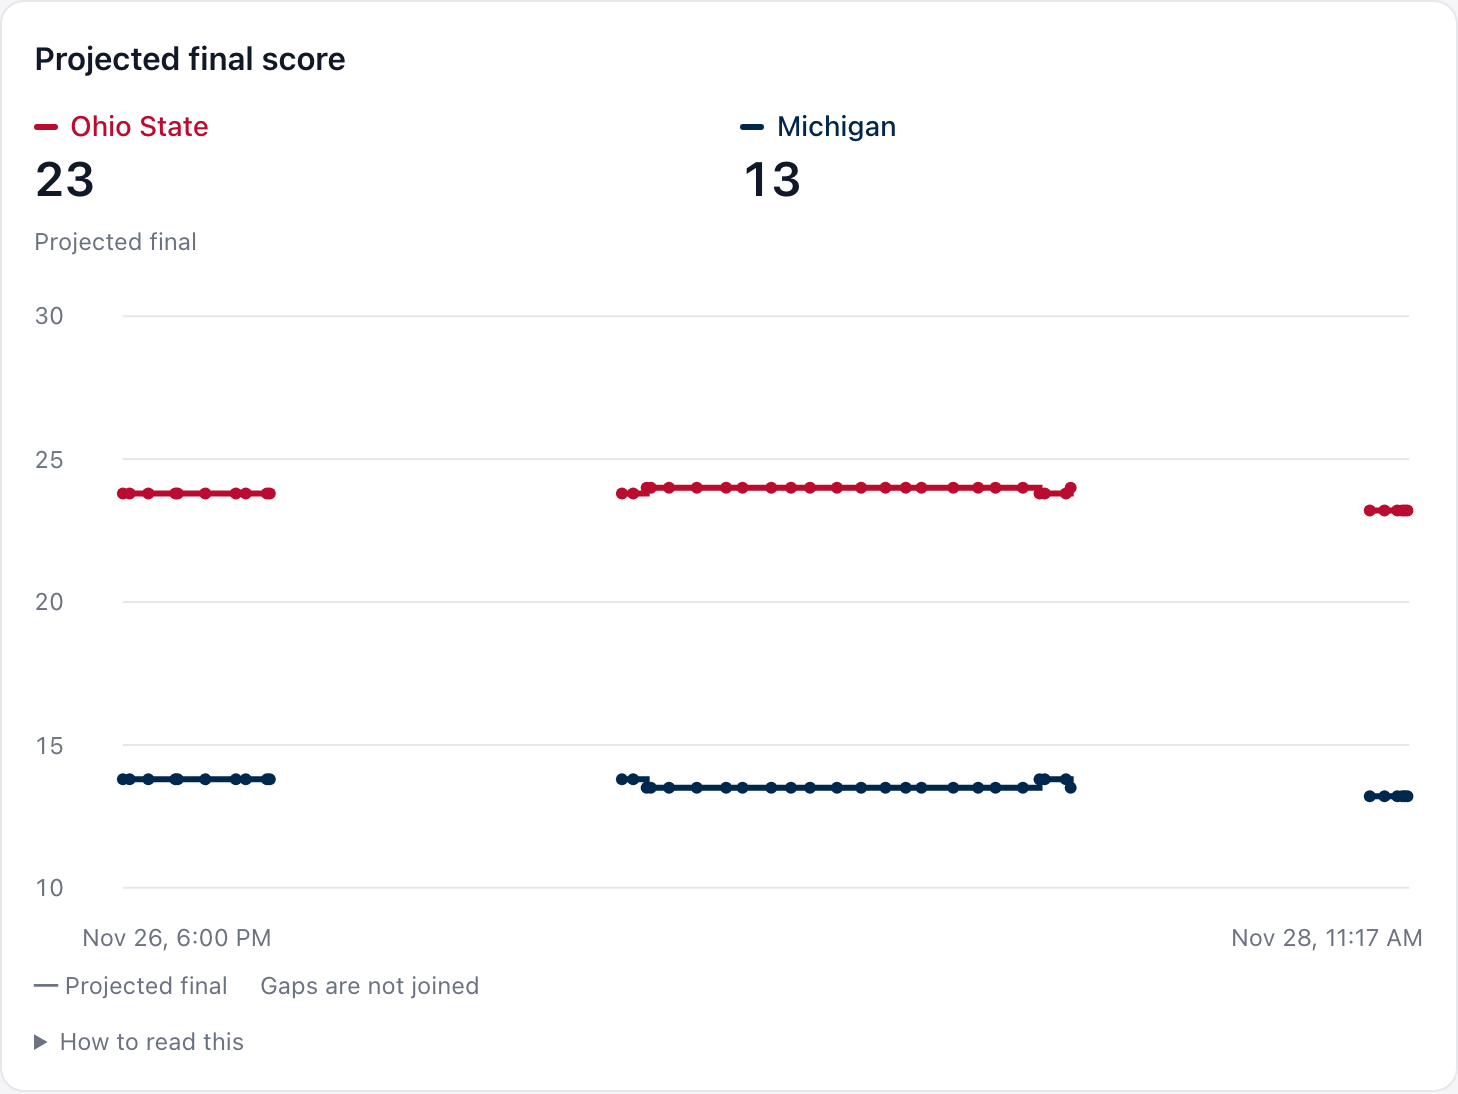 Projected final score
Ohio State
Michigan
23
13
Projected final
30
25
20
15
10
Nov 26, 6:00 PM
Nov 28, 11:17 AM
Projected final
Gaps are not joined
How to read this